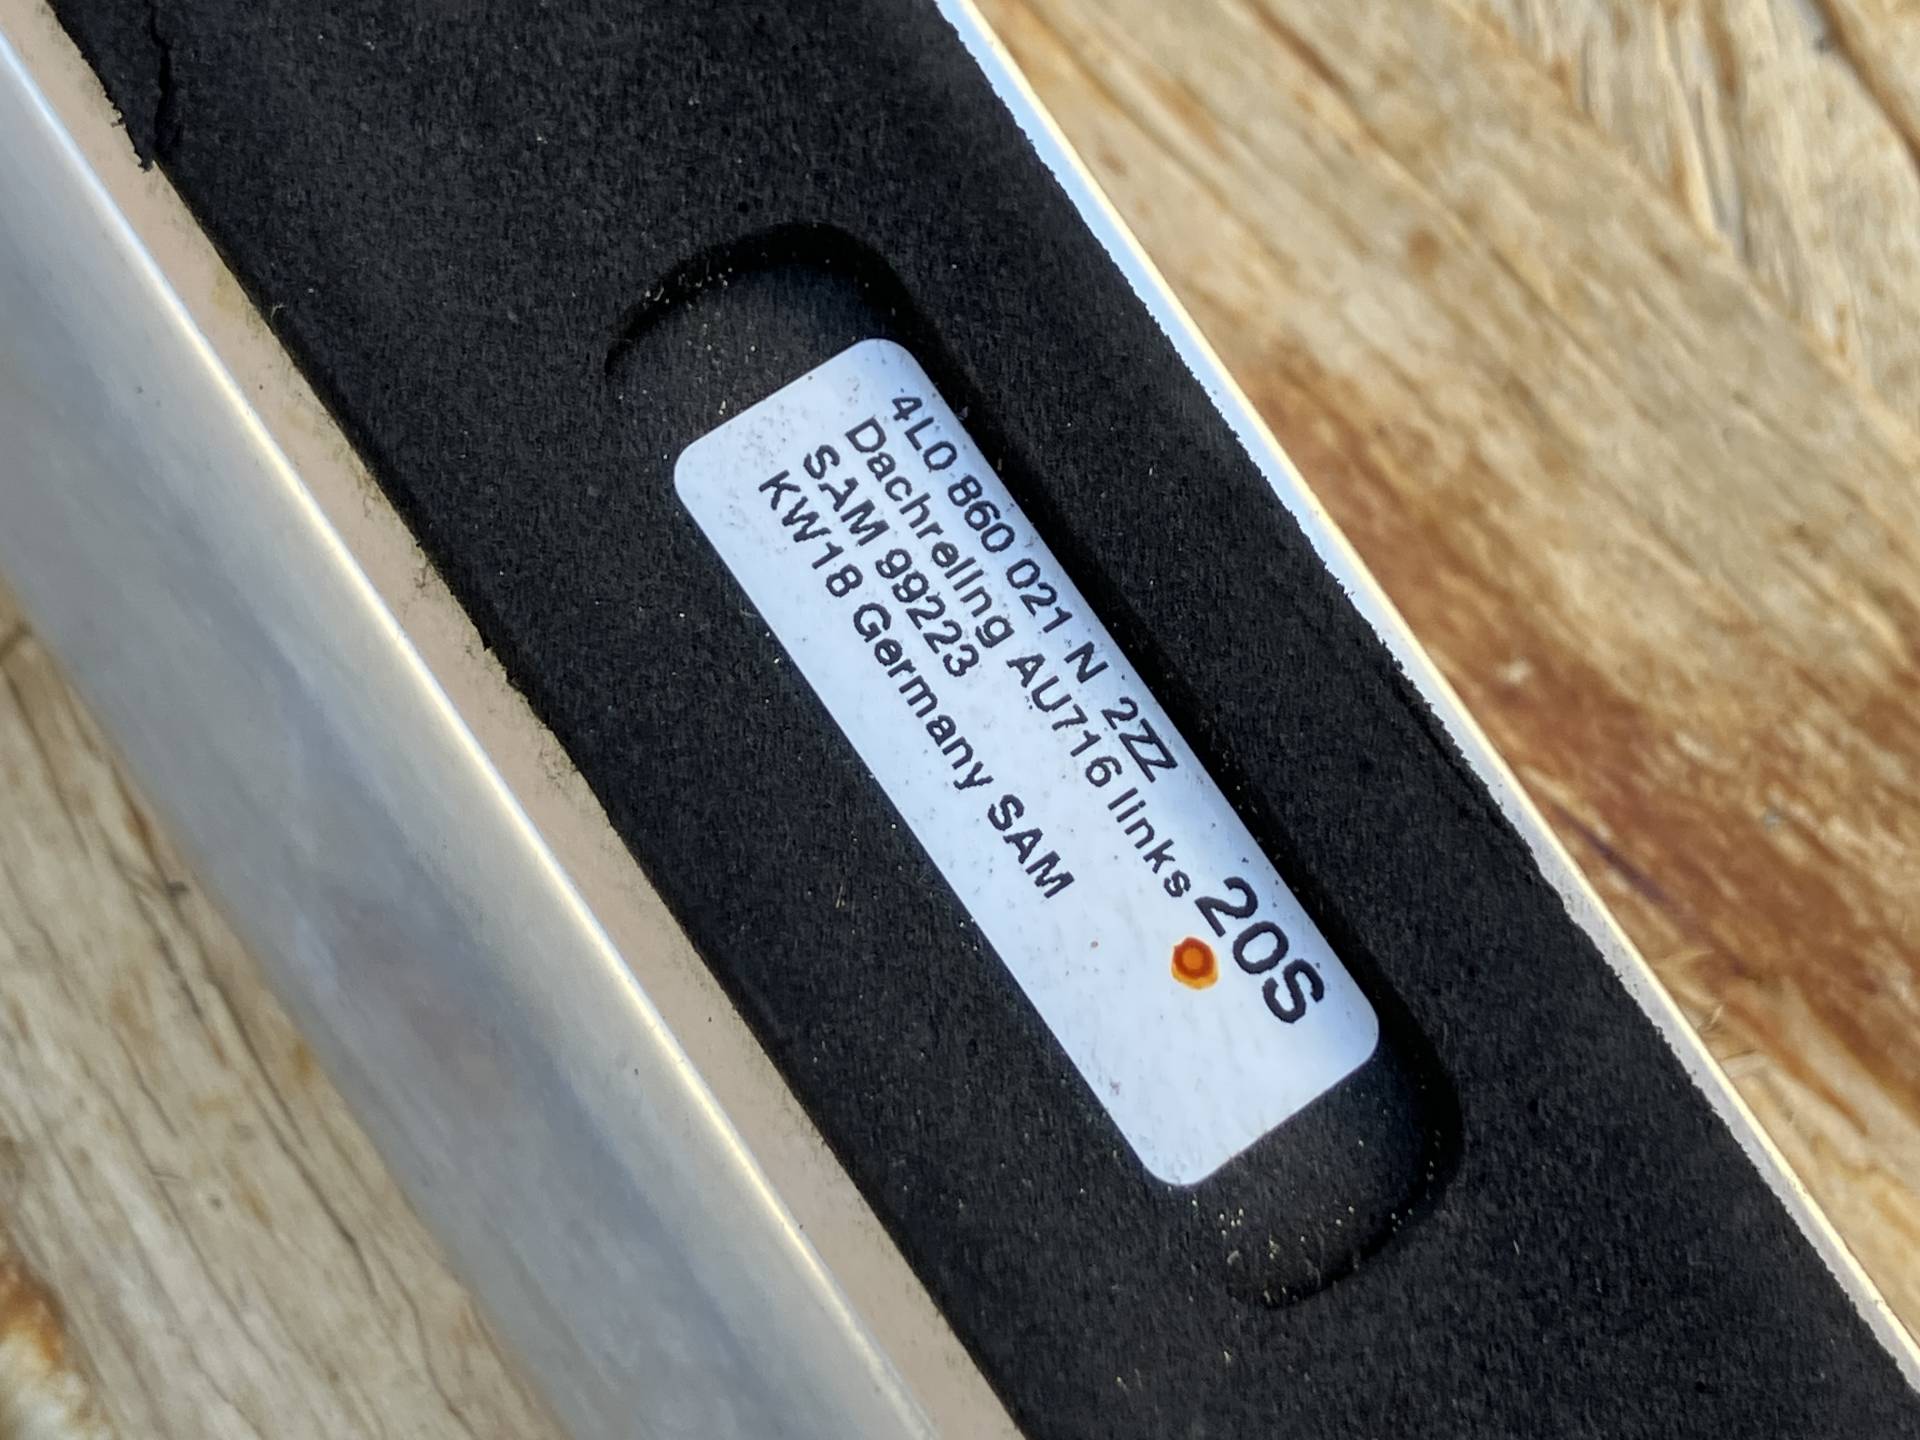 4L0 860 021 N 2ZZ
Dachreling AU716 links 20S
SAM 99223
KW18 Germany SAM